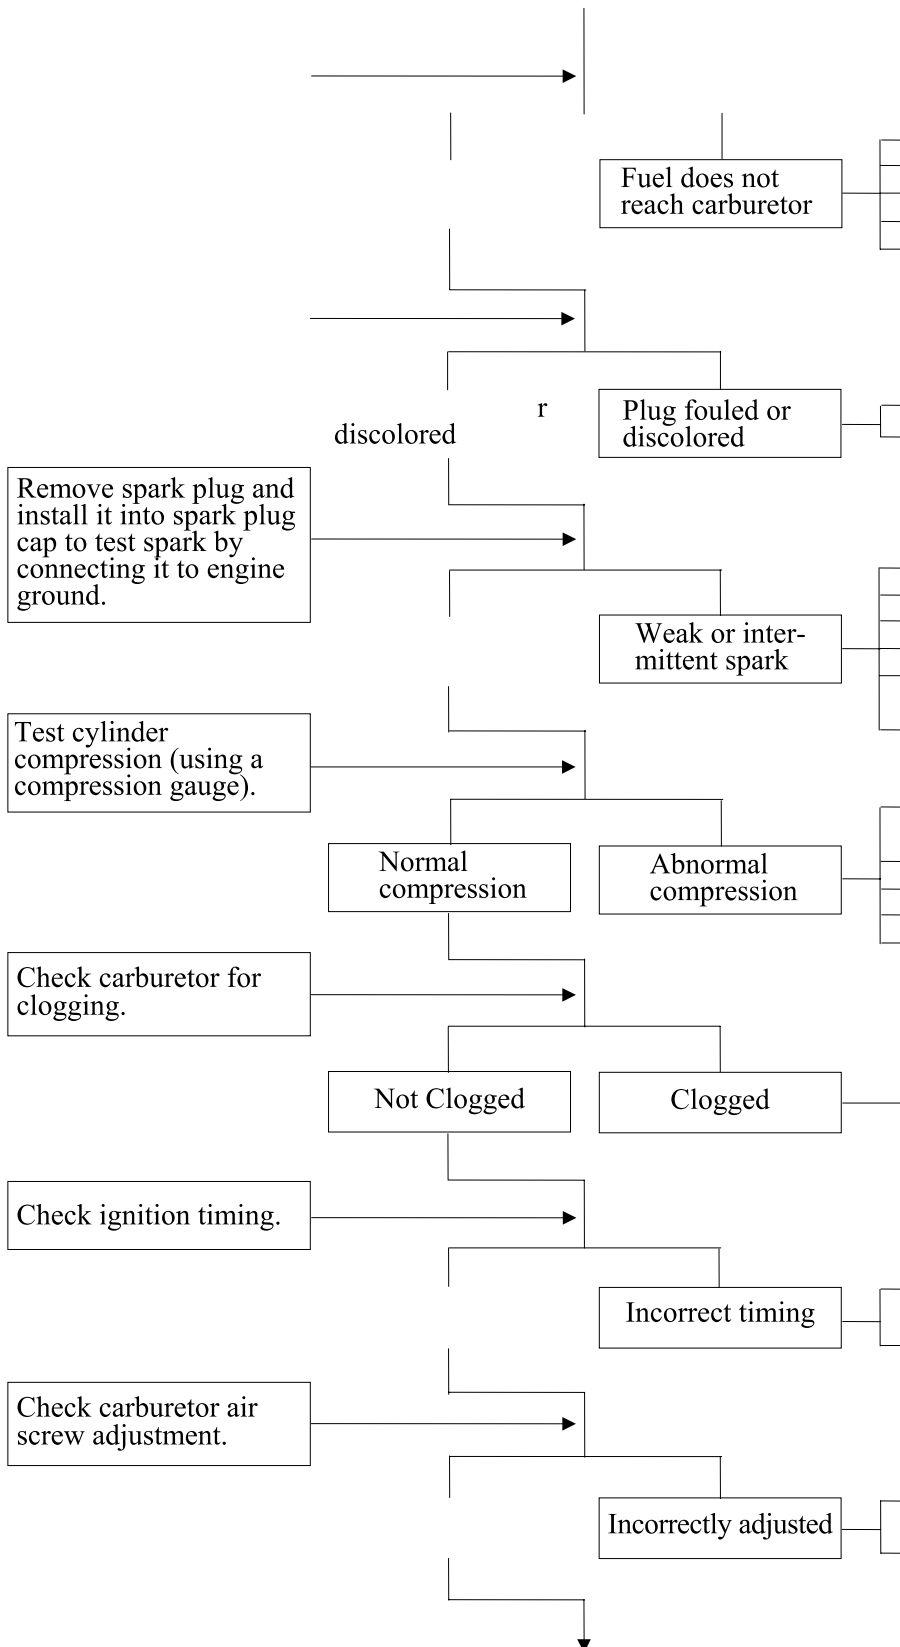 Fuel does not
reach carburetor
r
discolored
Plug fouled or
discolored
Remove spark plug and
install it into spark plug
cap to test spark by
connecting it to engine
ground.
Weak or inter-
mittent spark
Test cylinder
compression (using a
compression gauge).
Normal
compression
Abnormal
compression
Check carburetor for
clogging.
Not Clogged
Clogged
Check ignition timing.
Incorrect timing
Check carburetor air
screw adjustment.
Incorrectly adjusted